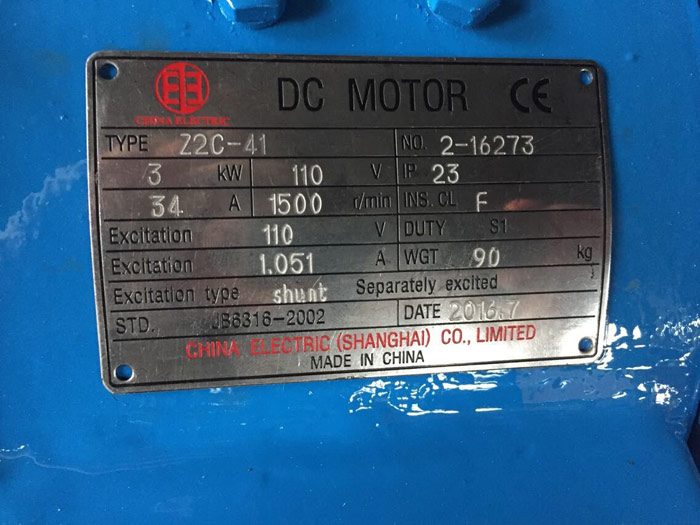 CHINA ELECTRIC
DC MOTOR CE
TYPE Z2C-41 NO. 2-16273
3 kW 110 V IP 23
34 A 1500 r/min INS. CL F
Excitation 110 V DUTY S1
Excitation 1.051 A WGT 90 kg
Excitation type shunt Separately excited
STD. JB6316-2002 DATE 2016.7
CHINA ELECTRIC (SHANGHAI) CO., LIMITED
MADE IN CHINA